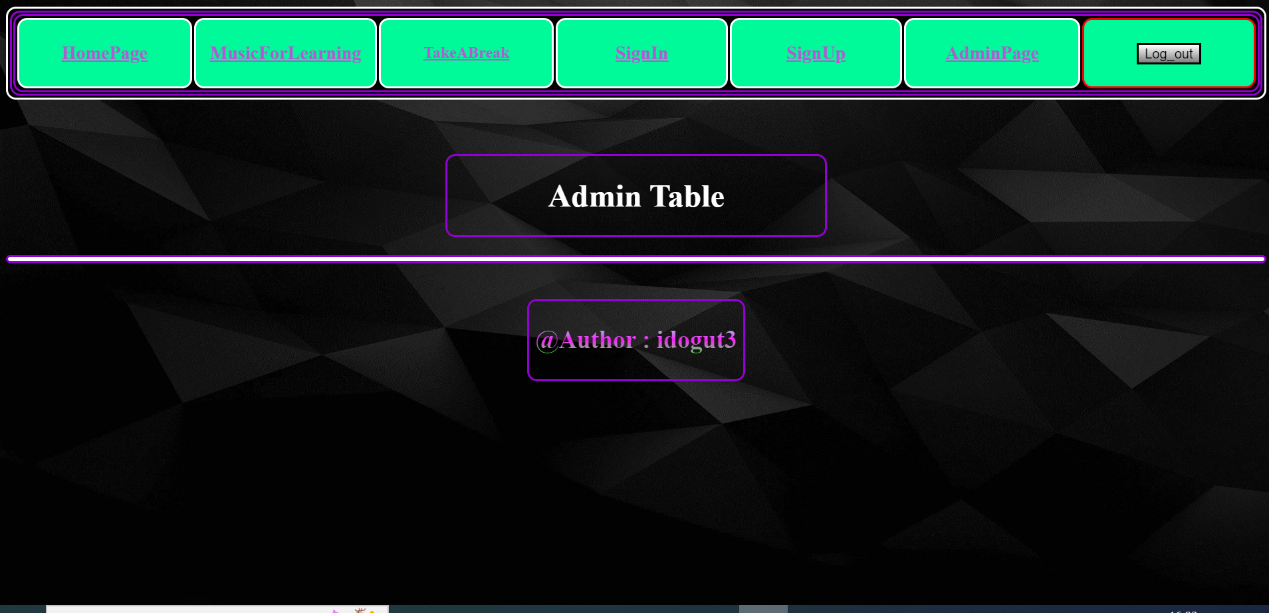 HomePage MusicForLearning TakeABreak SignIn SignUp AdminPage Log_out
Admin Table
@Author : idogut3